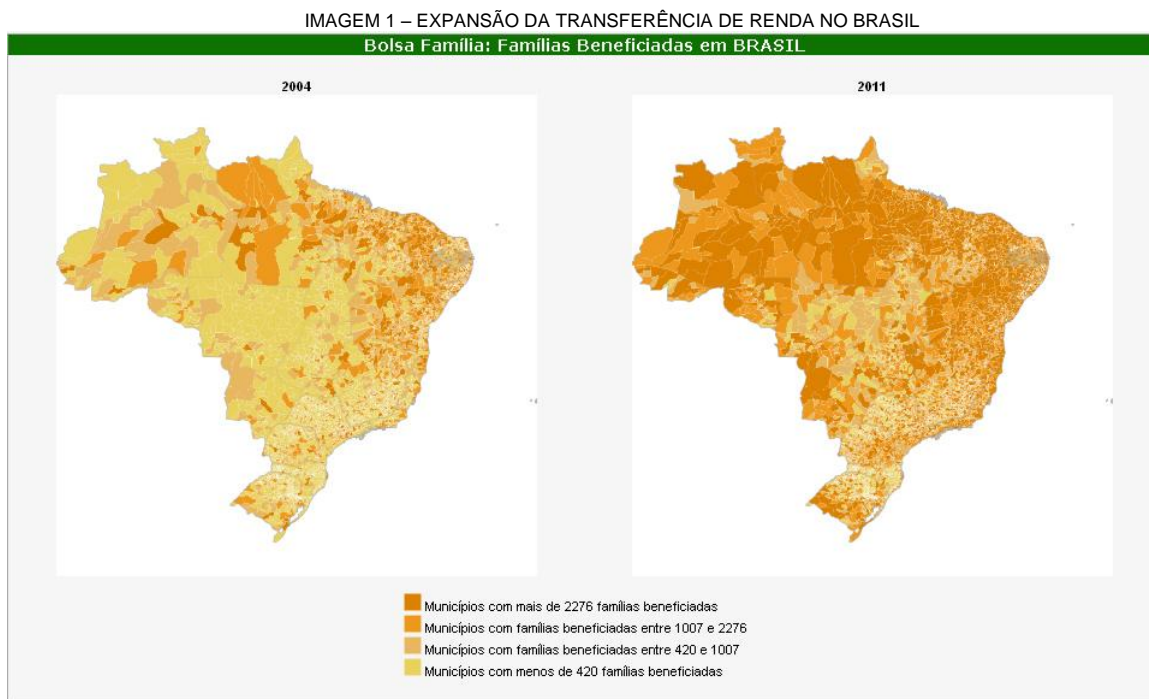 IMAGEM 1 – EXPANSÃO DA TRANSFERÊNCIA DE RENDA NO BRASIL
Bolsa Família: Famílias Beneficiadas em BRASIL
2004
2011
Municípios com mais de 2276 famílias beneficiadas
Municípios com famílias beneficiadas entre 1007 e 2276
Municípios com famílias beneficiadas entre 420 e 1007
Municípios com menos de 420 famílias beneficiadas